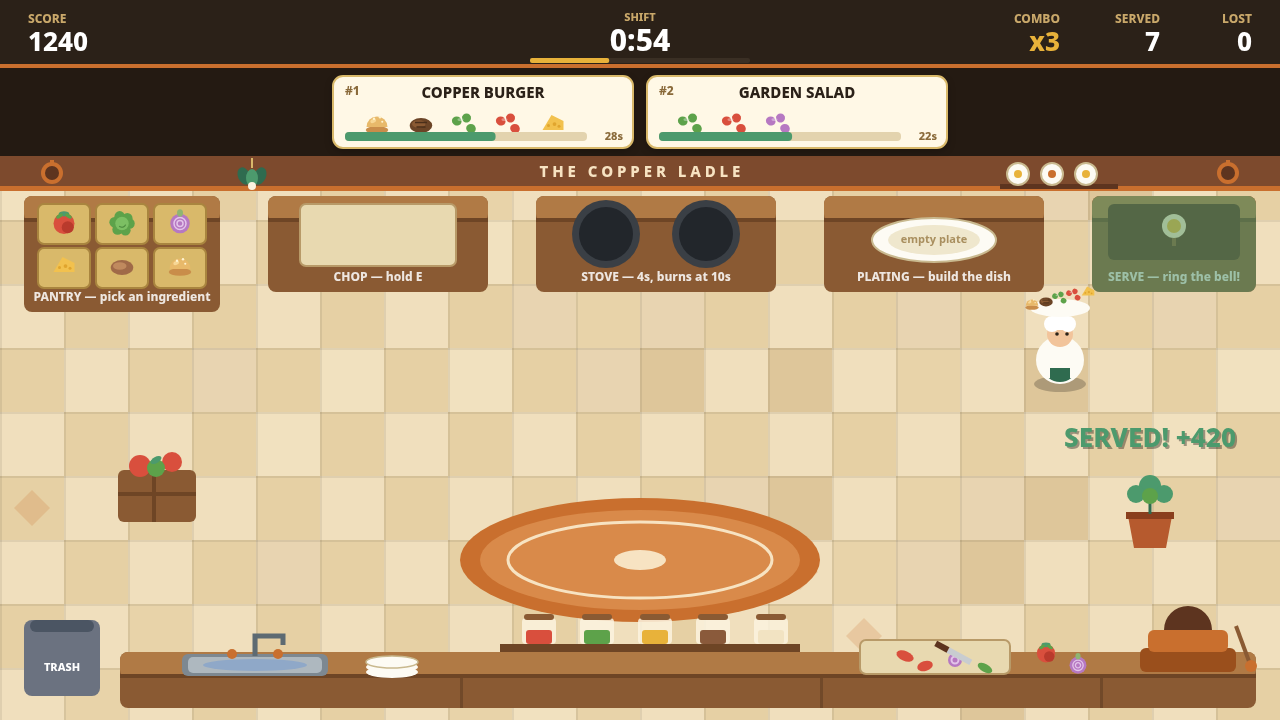 SCORE
1240
SHIFT
0:54
COMBO
x3
SERVED
7
LOST
0
#1
COPPER BURGER
28s
#2
GARDEN SALAD
22s
THE COPPER LADLE
PANTRY — pick an ingredient
CHOP — hold E
STOVE — 4s, burns at 10s
empty plate
PLATING — build the dish
SERVE — ring the bell!
SERVED! +420
TRASH